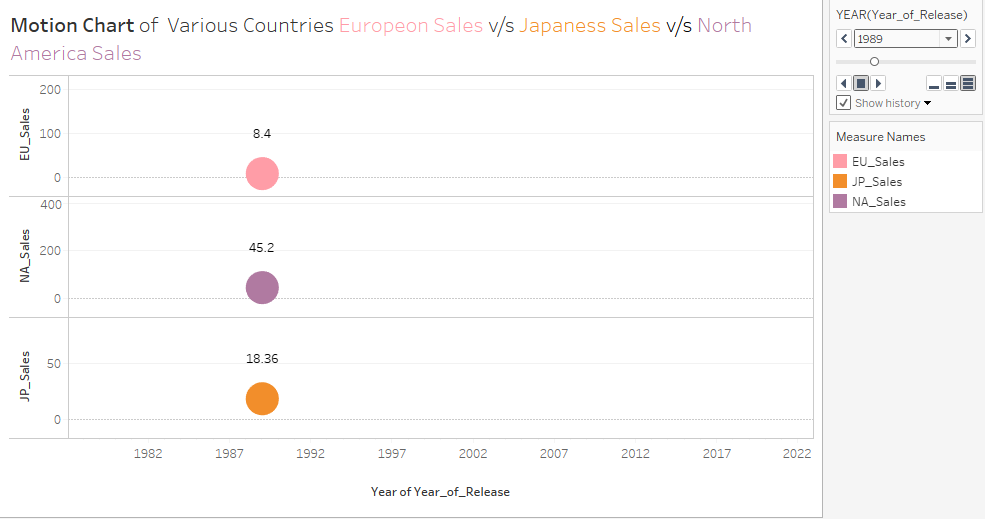 Motion Chart of Various Countries Europeon Sales v/s Japaness Sales v/s North
America Sales
YEAR(Year_of_Release)
1989
Show history
Measure Names
EU_Sales
JP_Sales
NA_Sales
EU_Sales
200
100
0
8.4
NA_Sales
400
200
0
45.2
JP_Sales
50
0
18.36
1982 1987 1992 1997 2002 2007 2012 2017 2022
Year of Year_of_Release